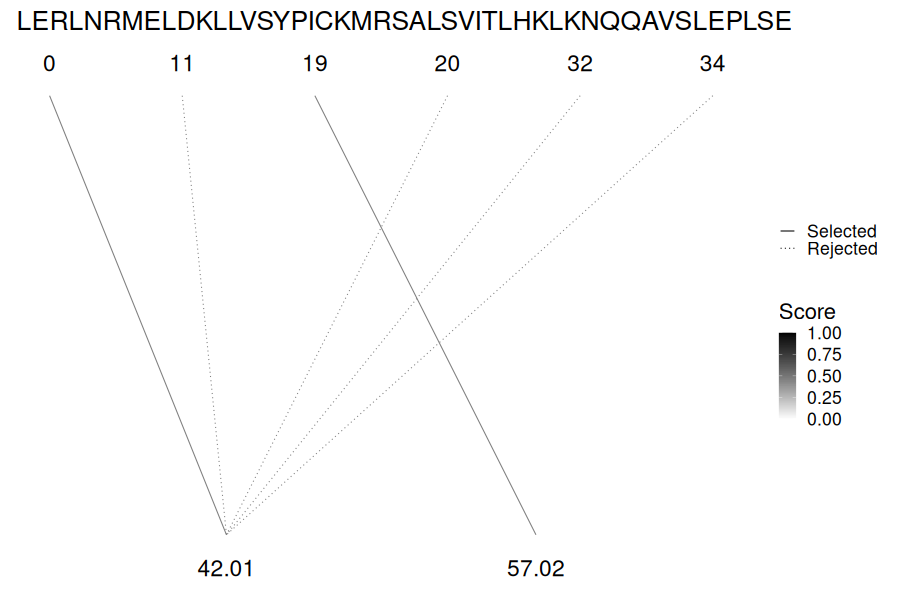 LERLNRMELDKLLVSYPICKMRSALSVITLHKLKNQQAVSLEPLSE
0 11 19 20 32 34
Selected
Rejected
Score
1.00
0.75
0.50
0.25
0.00
42.01 57.02